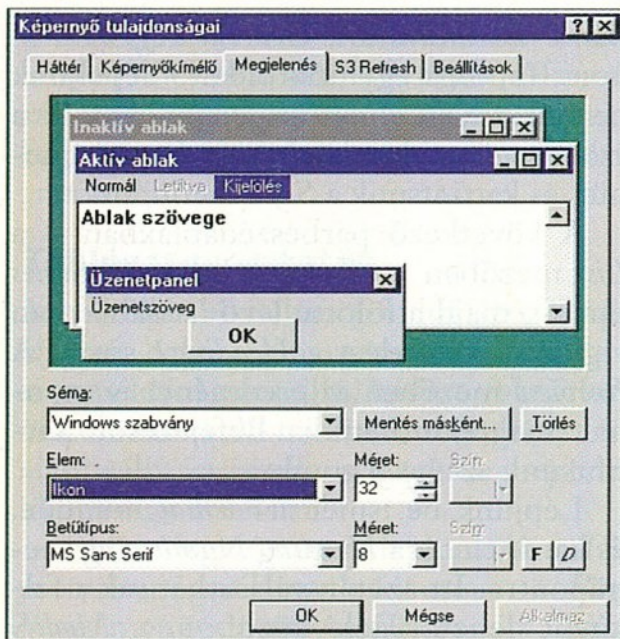 Képernyő tulajdonságai
Háttér Képernyőkímélő Megjelenés S3 Refresh Beállítások
Inaktív ablak
Aktív ablak
Normál Letiltva Kijelölés
Ablak szövege
Üzenetpanel
Üzenetszöveg
OK
Séma:
Windows szabvány Mentés másként... Törlés
Elem: Méret: Szín:
Ikon 32
Betűtípus: Méret: Szín:
MS Sans Serif 8 F D
OK Mégse Alkalmaz